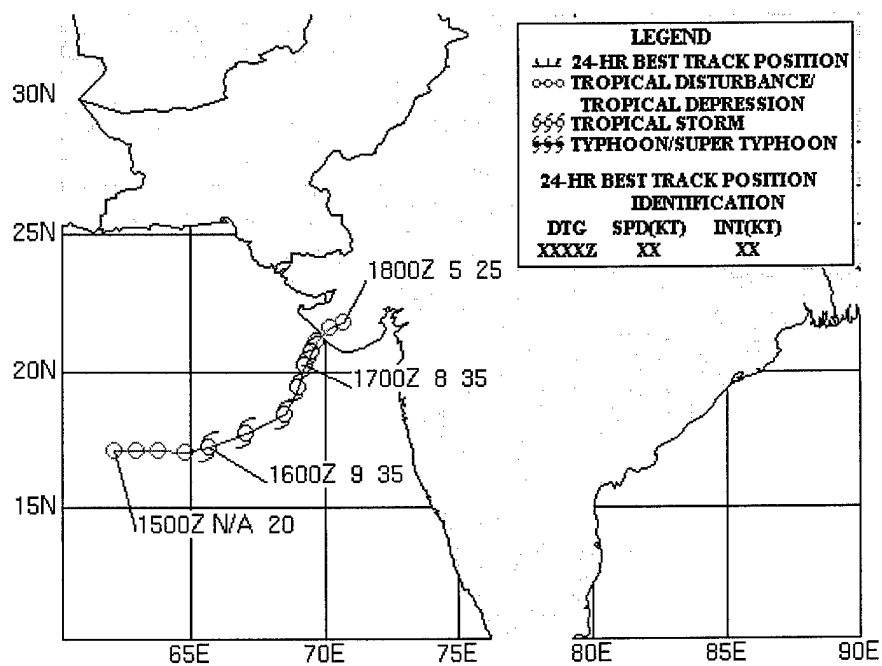 LEGEND
24-HR BEST TRACK POSITION
TROPICAL DISTURBANCE/
TROPICAL DEPRESSION
TROPICAL STORM
TYPHOON/SUPER TYPHOON
24-HR BEST TRACK POSITION
IDENTIFICATION
DTG SPD(KT) INT(KT)
XXXXZ XX XX
30N
25N
1800Z 5 25
20N
1700Z 8 35
1600Z 9 35
15N
1500Z N/A 20
65E 70E 75E 80E 85E 90E